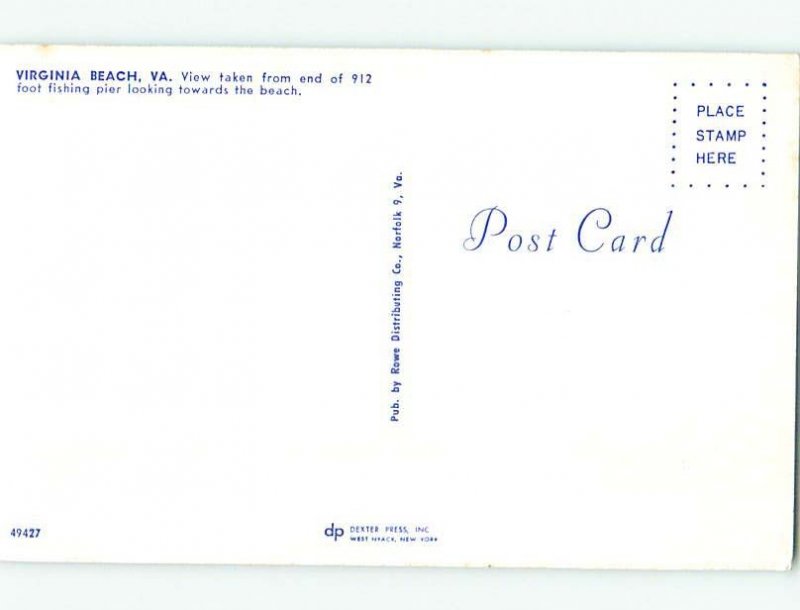 VIRGINIA BEACH, VA. View taken from end of 912
foot fishing pier looking towards the beach.
PLACE
STAMP
HERE
Post Card
Pub. by Rowe Distributing Co., Norfolk 9, Va.
49427
dp DEXTER PRESS, INC
WEST NYACK, NEW YORK